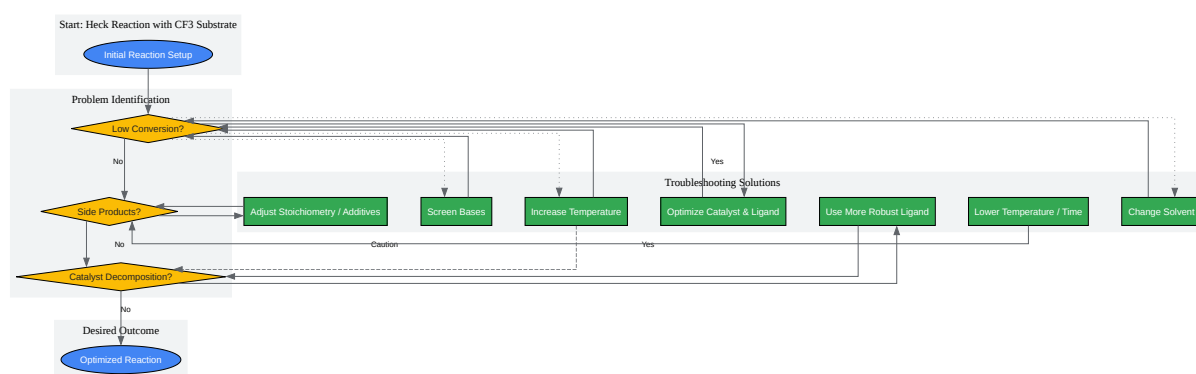 Start: Heck Reaction with CF3 Substrate
Initial Reaction Setup
Problem Identification
Low Conversion?
No
Yes
Troubleshooting Solutions
Side Products?
Adjust Stoichiometry / Additives
Screen Bases
Increase Temperature
Optimize Catalyst & Ligand
Use More Robust Ligand
Lower Temperature / Time
Change Solvent
No
Caution
Yes
Catalyst Decomposition?
No
Desired Outcome
Optimized Reaction